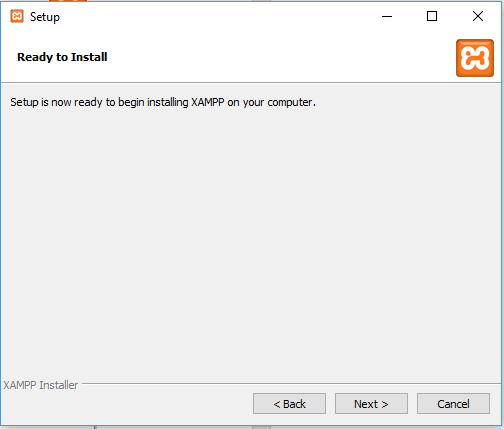 Setup
Ready to Install
Setup is now ready to begin installing XAMPP on your computer.
XAMPP Installer
< Back
Next >
Cancel